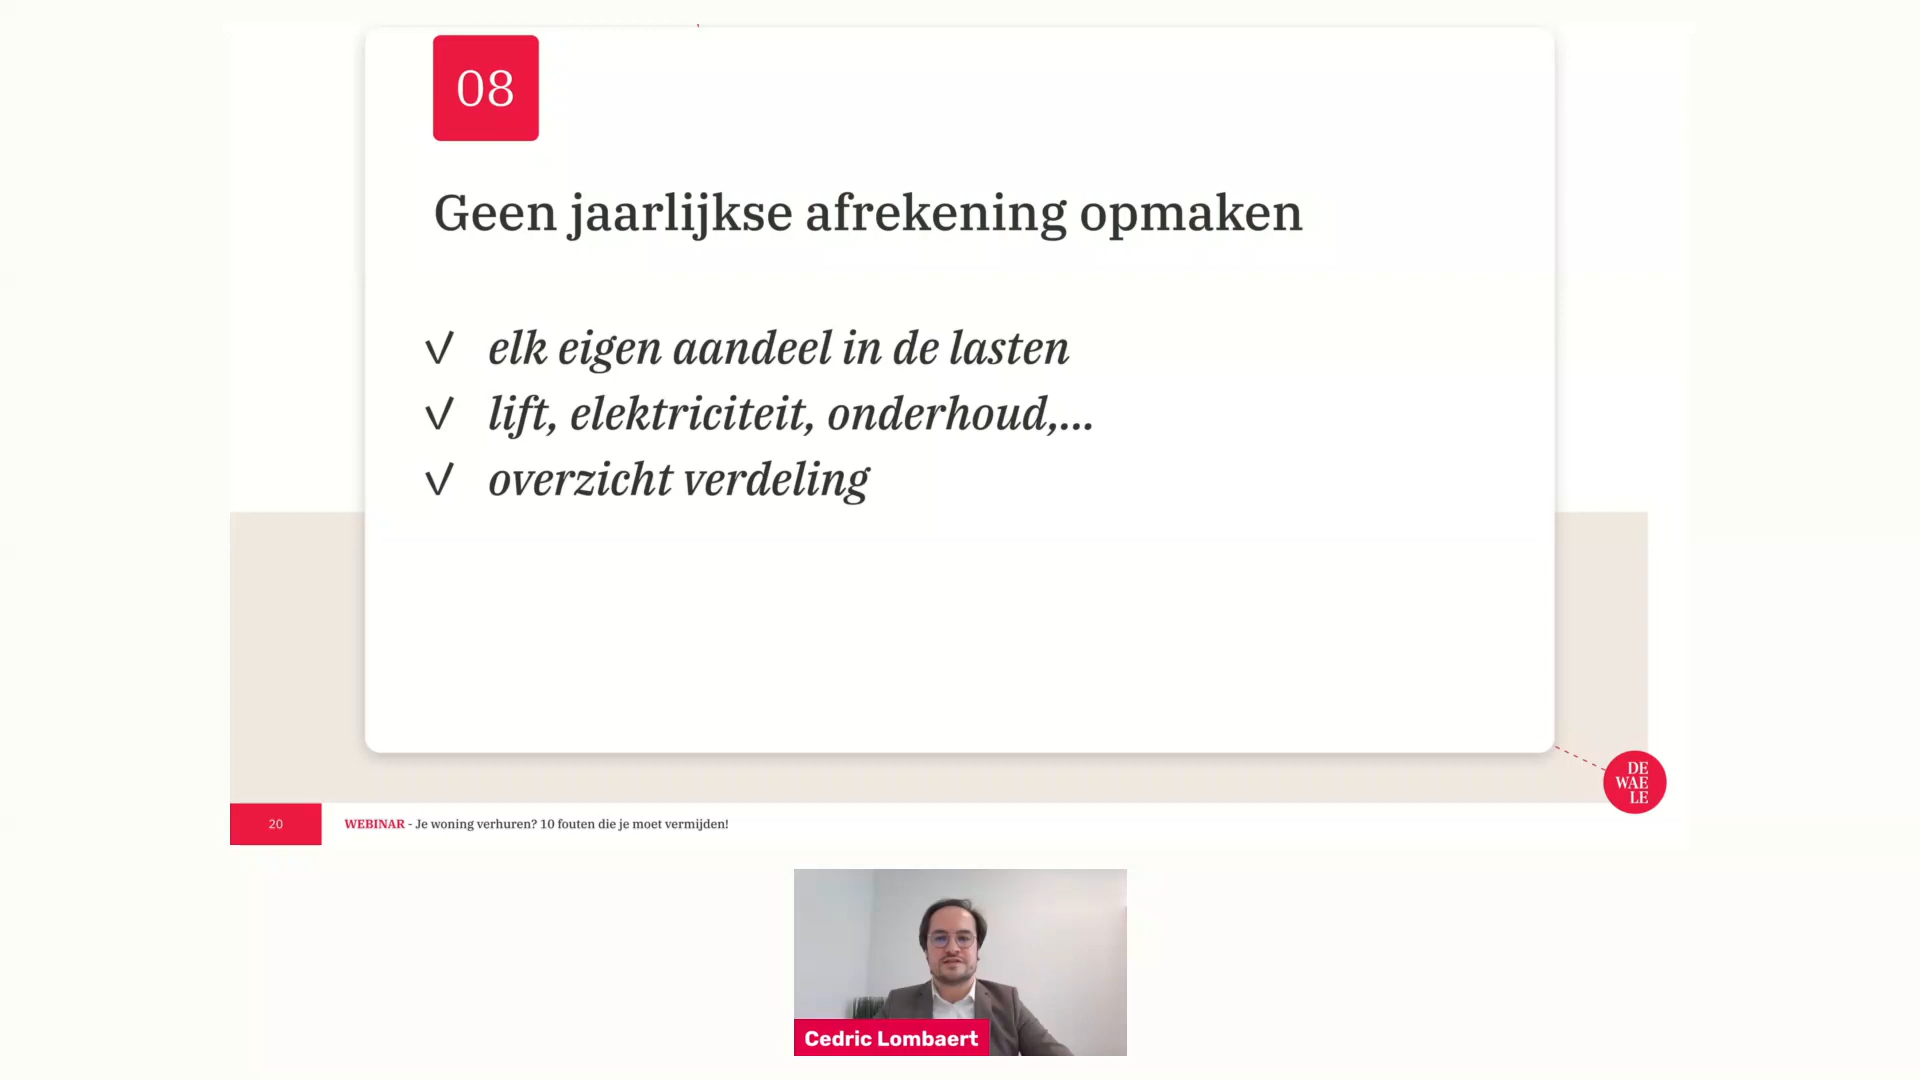 08
Geen jaarlijkse afrekening opmaken
√ elk eigen aandeel in de lasten
√ lift, elektriciteit, onderhoud,...
√ overzicht verdeling
DE
WAE
LE
20
WEBINAR - Je woning verhuren? 10 fouten die je moet vermijden!
Cedric Lombaert